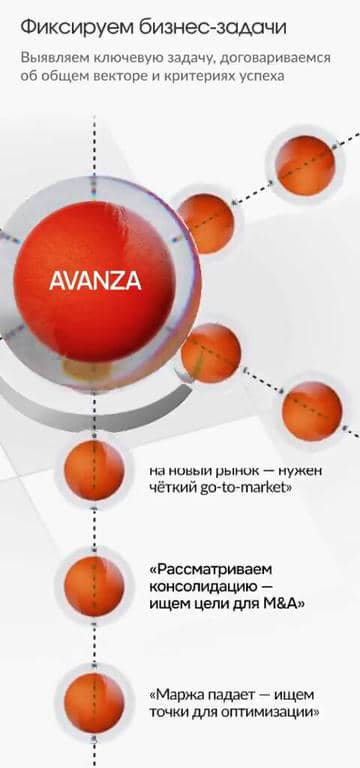 Фиксируем бизнес-задачи
Выявляем ключевую задачу, договариваемся
об общем векторе и критериях успеха
AVANZA
на новый рынок — нужен
чёткий go-to-market»
«Рассматриваем
консолидацию —
ищем цели для M&A»
«Маржа падает — ищем
точки для оптимизации»